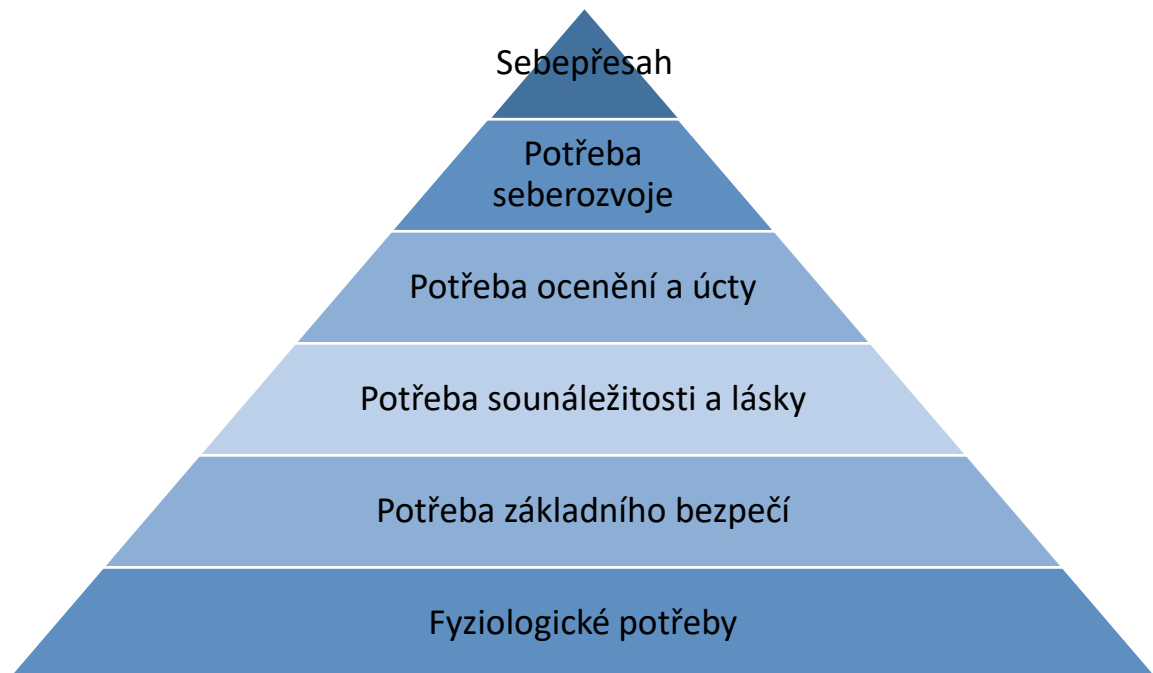 Sebepřesah
Potřeba
seberozvoje
Potřeba ocenění a úcty
Potřeba sounáležitosti a lásky
Potřeba základního bezpečí
Fyziologické potřeby